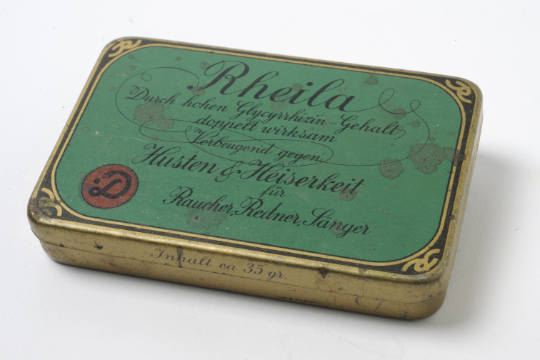 Rheila
Durch hohen Glycyrrhizin-Gehalt
doppelt wirksam
Vorbeugend gegen
Husten & Heiserkeit
für
Raucher, Redner, Sänger
D
Inhalt ca 35 gr